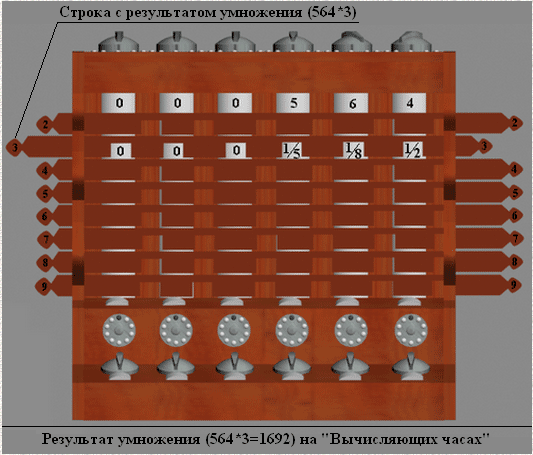 Строка с результатом умножения (564*3)
0 0 0 5 6 4
2 2
3 0 0 0 1/5 1/8 1/2 3
4 4
5 5
6 6
7 7
8 8
9 9
Результат умножения (564*3=1692) на "Вычисляющих часах"